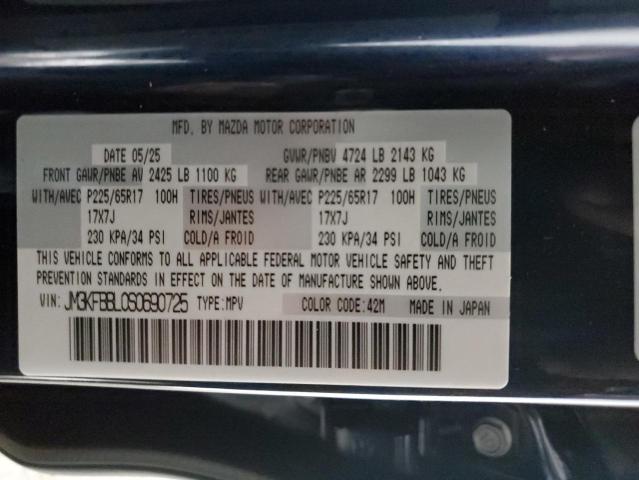 MFD. BY MAZDA MOTOR CORPORATION
DATE 05/25 GVWR/PNBV 4724 LB 2143 KG
FRONT GAWR/PNBE AV 2425 LB 1100 KG REAR GAWR/PNBE AR 2299 LB 1043 KG
WITH/AVEC P225/65R17 100H TIRES/PNEUS WITH/AVEC P225/65R17 100H TIRES/PNEUS
17X7J RIMS/JANTES 17X7J RIMS/JANTES
230 KPA/34 PSI COLD/A FROID 230 KPA/34 PSI COLD/A FROID
THIS VEHICLE CONFORMS TO ALL APPLICABLE FEDERAL MOTOR VEHICLE SAFETY AND THEFT
PREVENTION STANDARDS IN EFFECT ON THE DATE OF MANUFACTURE SHOWN ABOVE.
VIN: JM3KFBBL0S0690725 TYPE:MPV COLOR CODE:42M MADE IN JAPAN